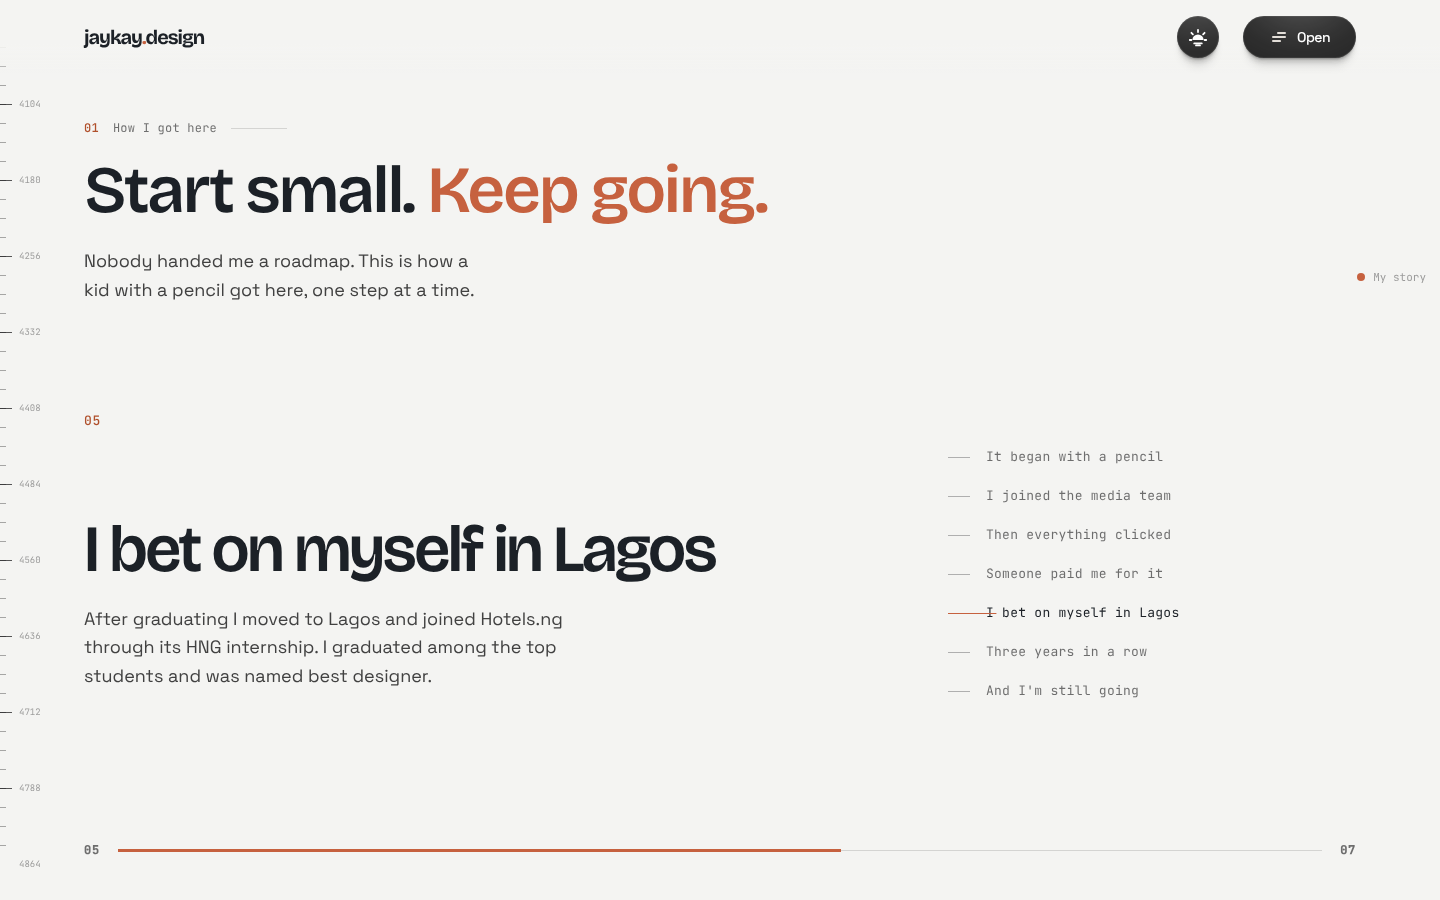 jaykay.design
Open
4104
4180
4256
4332
4408
4484
4560
4636
4712
4788
4864
01 How I got here
Start small. Keep going.
Nobody handed me a roadmap. This is how a
kid with a pencil got here, one step at a time.
My story
05
I bet on myself in Lagos
After graduating I moved to Lagos and joined Hotels.ng
through its HNG internship. I graduated among the top
students and was named best designer.
It began with a pencil
I joined the media team
Then everything clicked
Someone paid me for it
I bet on myself in Lagos
Three years in a row
And I'm still going
05
07